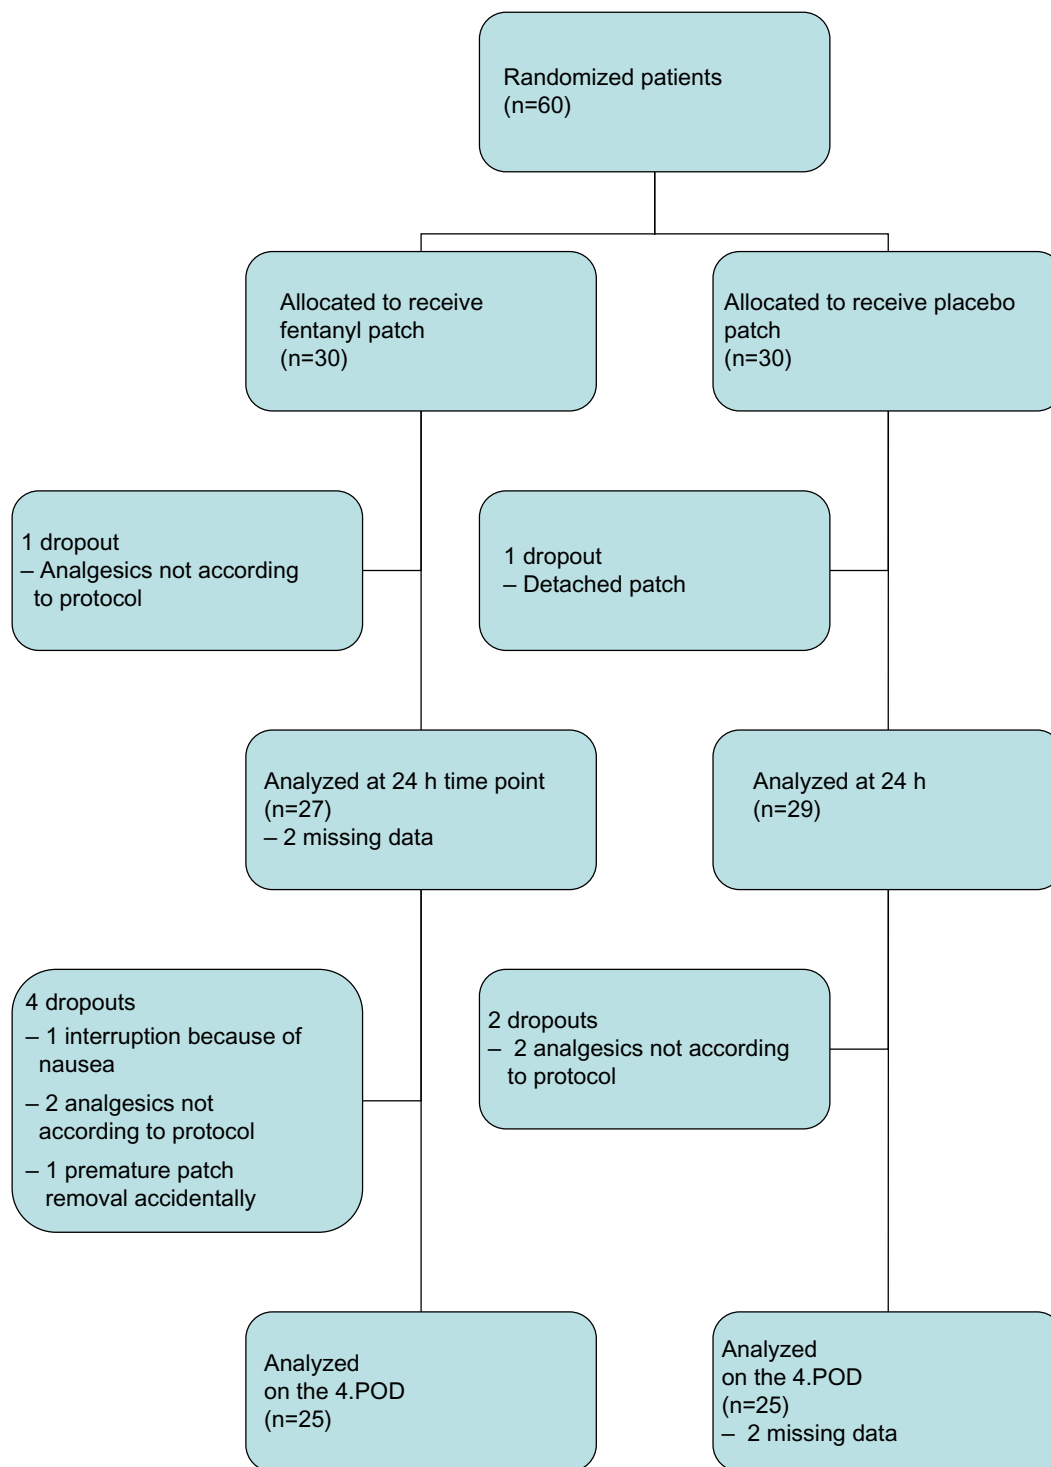 Randomized patients
(n=60)
Allocated to receive
fentanyl patch
(n=30)
Allocated to receive placebo
patch
(n=30)
1 dropout
– Analgesics not according
to protocol
1 dropout
– Detached patch
Analyzed at 24 h time point
(n=27)
– 2 missing data
Analyzed at 24 h
(n=29)
4 dropouts
– 1 interruption because of
nausea
– 2 analgesics not
according to protocol
– 1 premature patch
removal accidentally
2 dropouts
– 2 analgesics not according
to protocol
Analyzed
on the 4.POD
(n=25)
Analyzed
on the 4.POD
(n=25)
– 2 missing data